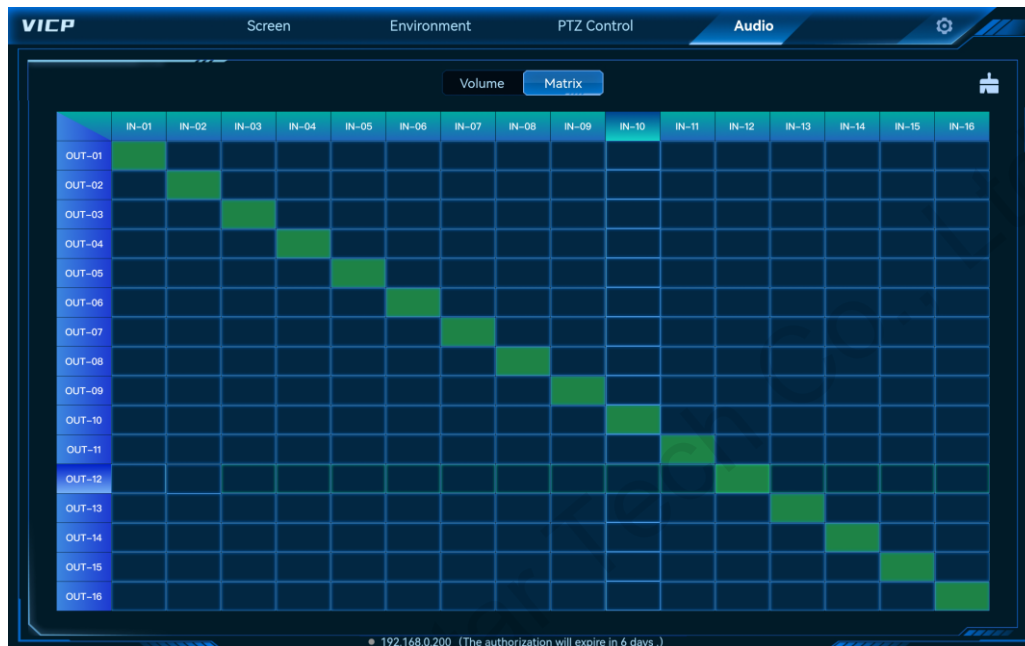 VICP Screen Environment PTZ Control Audio
Volume Matrix
IN-01 IN-02 IN-03 IN-04 IN-05 IN-06 IN-07 IN-08 IN-09 IN-10 IN-11 IN-12 IN-13 IN-14 IN-15 IN-16
OUT-01
OUT-02
OUT-03
OUT-04
OUT-05
OUT-06
OUT-07
OUT-08
OUT-09
OUT-10
OUT-11
OUT-12
OUT-13
OUT-14
OUT-15
OUT-16
192.168.0.200 (The authorization will expire in 6 days .)
Tech Co.,